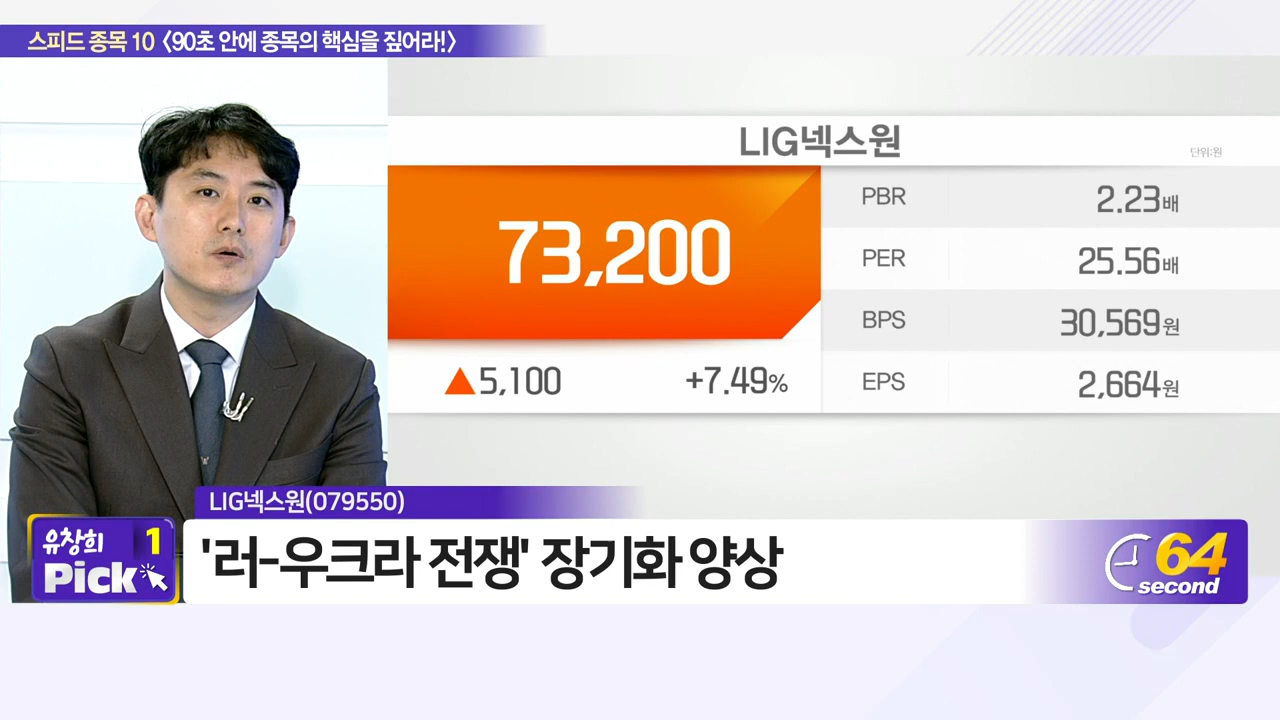 스피드 종목 10 <90초 안에 종목의 핵심을 짚어라!>
LIG넥스원
단위:원
73,200
▲5,100 +7.49%
PBR 2.23배
PER 25.56배
BPS 30,569원
EPS 2,664원
LIG넥스원(079550)
유창희 1
Pick
'러-우크라 전쟁' 장기화 양상
64
second